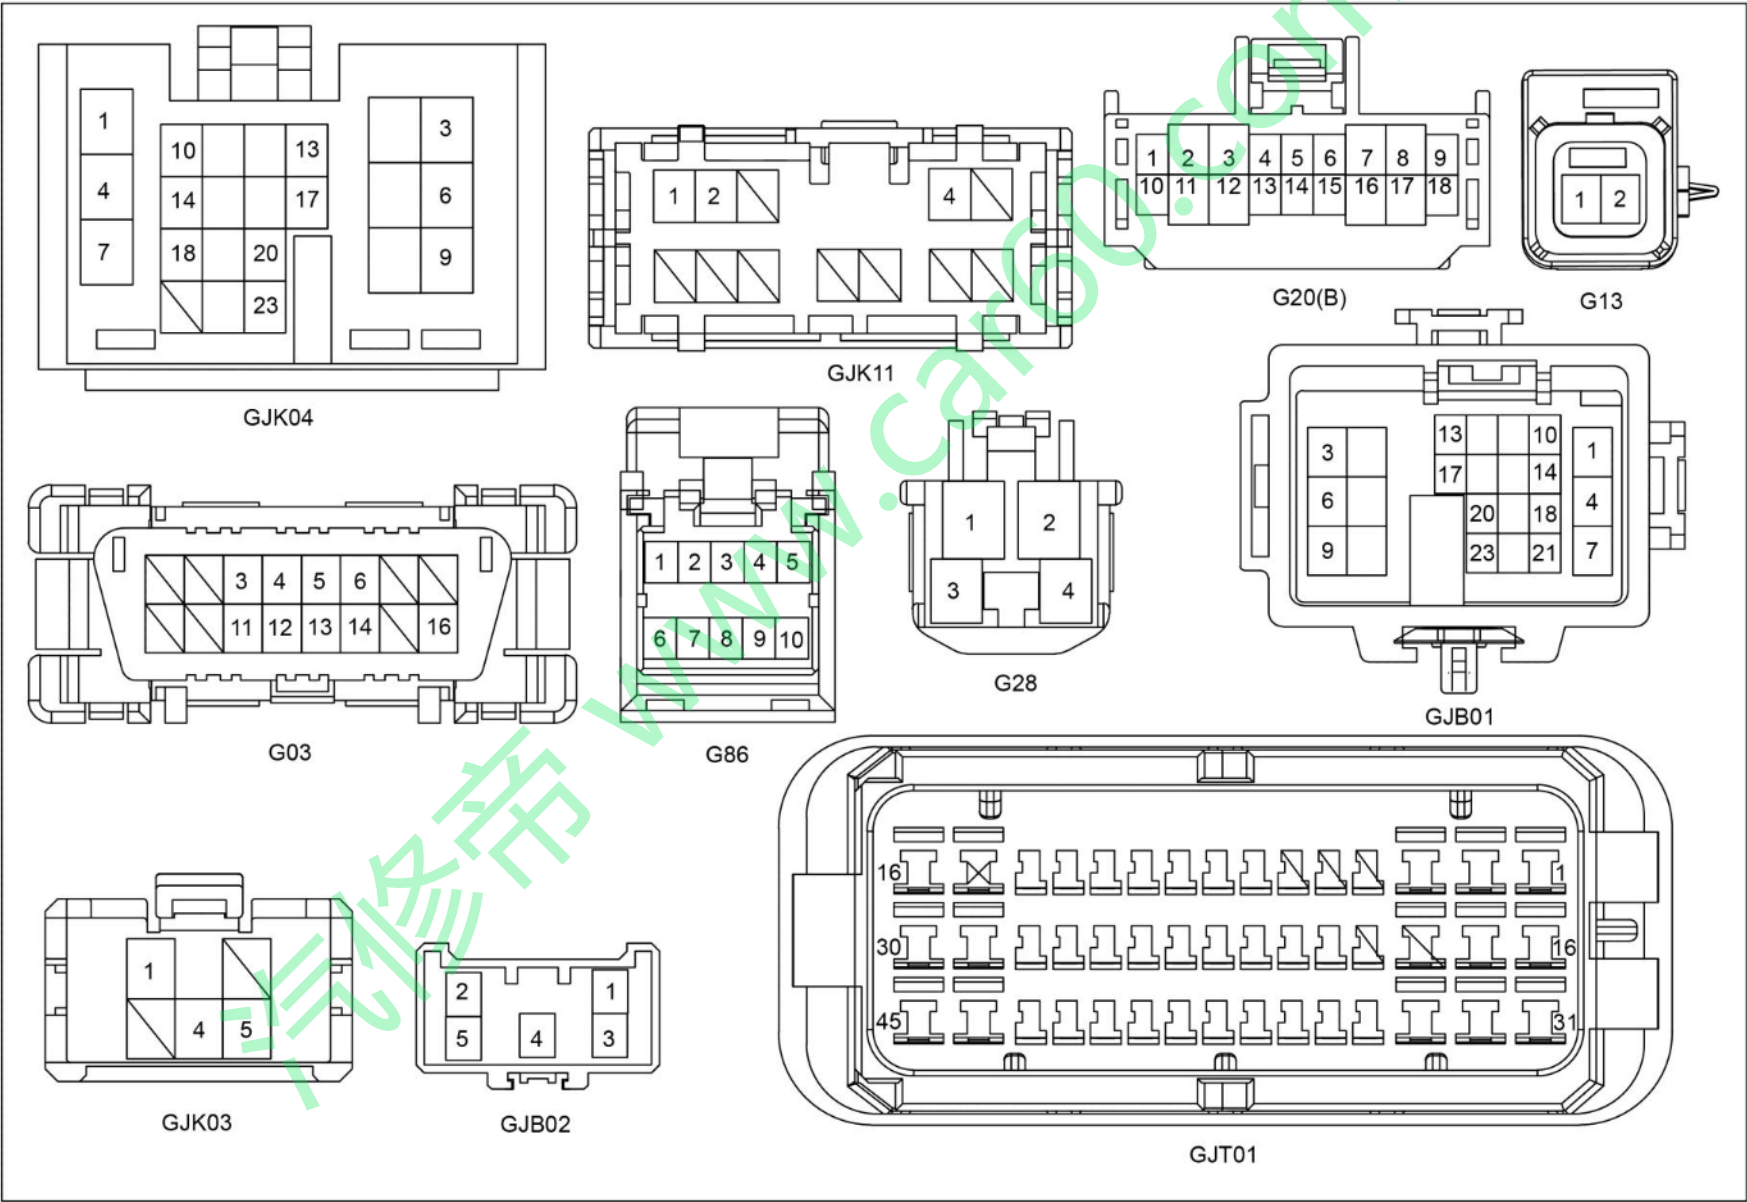 1
4
7
10 13
14 17
18 20
23
3
6
9
GJK04
1 2 4
GJK11
1 2 3 4 5 6 7 8 9
10 11 12 13 14 15 16 17 18
G20(B)
1 2
G13
3 4 5 6
11 12 13 14 16
G03
1 2 3 4 5
6 7 8 9 10
G86
1 2
3 4
G28
3
6
9
13 10
17 14
20 18
23 21
1
4
7
GJB01
1
4 5
GJK03
2 1
5 4 3
GJB02
16 1
30 16
45 31
GJT01
汽修帝 www.car60.com